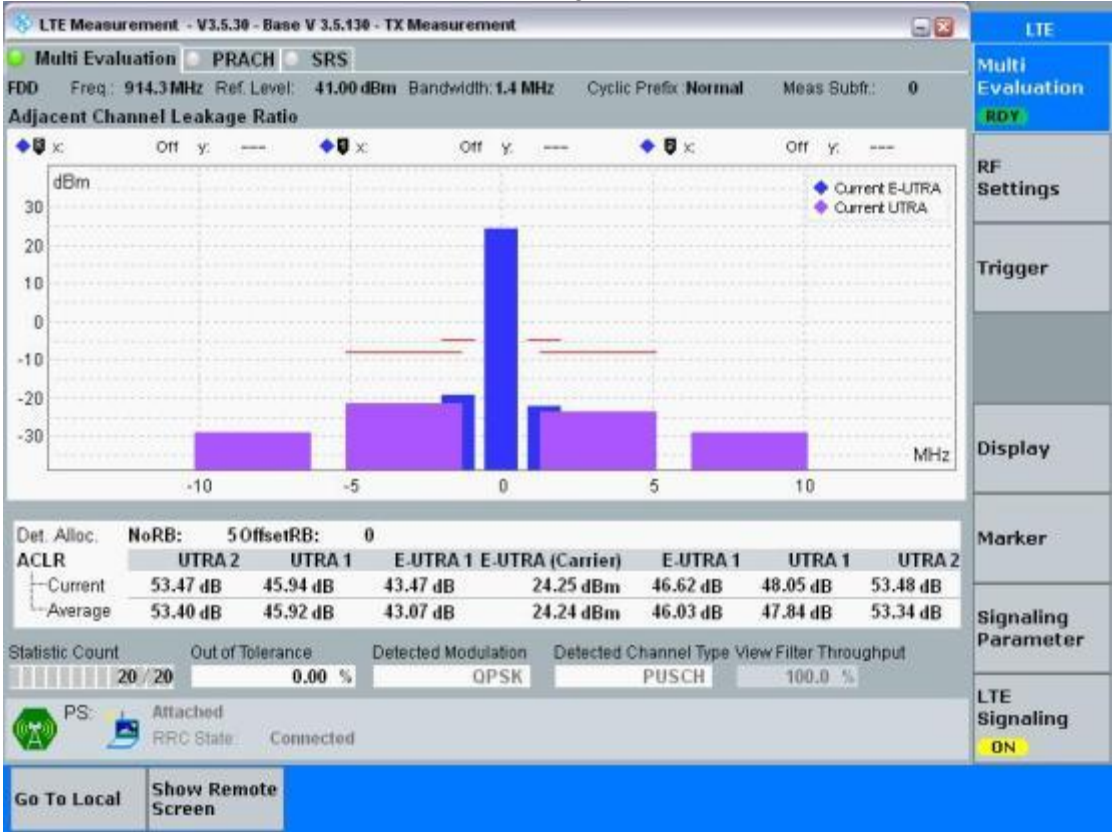 LTE Measurement - V3.5.30 - Base V 3.5.130 - TX Measurement
LTE
Multi Evaluation PRACH SRS
Multi Evaluation
RDY
FDD Freq.: 914.3 MHz Ref. Level: 41.00 dBm Bandwidth: 1.4 MHz Cyclic Prefix: Normal Meas Subfr.: 0
Adjacent Channel Leakage Ratio
x: Off y: --- x: Off y: --- x: Off y: ---
dBm
Current E-UTRA
Current UTRA
30
20
10
0
-10
-20
-30
MHz
-10 -5 0 5 10
RF Settings
Trigger
Display
Marker
Signaling Parameter
LTE Signaling
ON
Det. Alloc. NoRB: 5 OffsetRB: 0
ACLR UTRA 2 UTRA 1 E-UTRA 1 E-UTRA (Carrier) E-UTRA 1 UTRA 1 UTRA 2
Current 53.47 dB 45.94 dB 43.47 dB 24.25 dBm 46.62 dB 48.05 dB 53.48 dB
Average 53.40 dB 45.92 dB 43.07 dB 24.24 dBm 46.03 dB 47.84 dB 53.34 dB
Statistic Count Out of Tolerance Detected Modulation Detected Channel Type View Filter Throughput
20 / 20 0.00 % QPSK PUSCH 100.0 %
PS: Attached
RRC State: Connected
Go To Local
Show Remote Screen